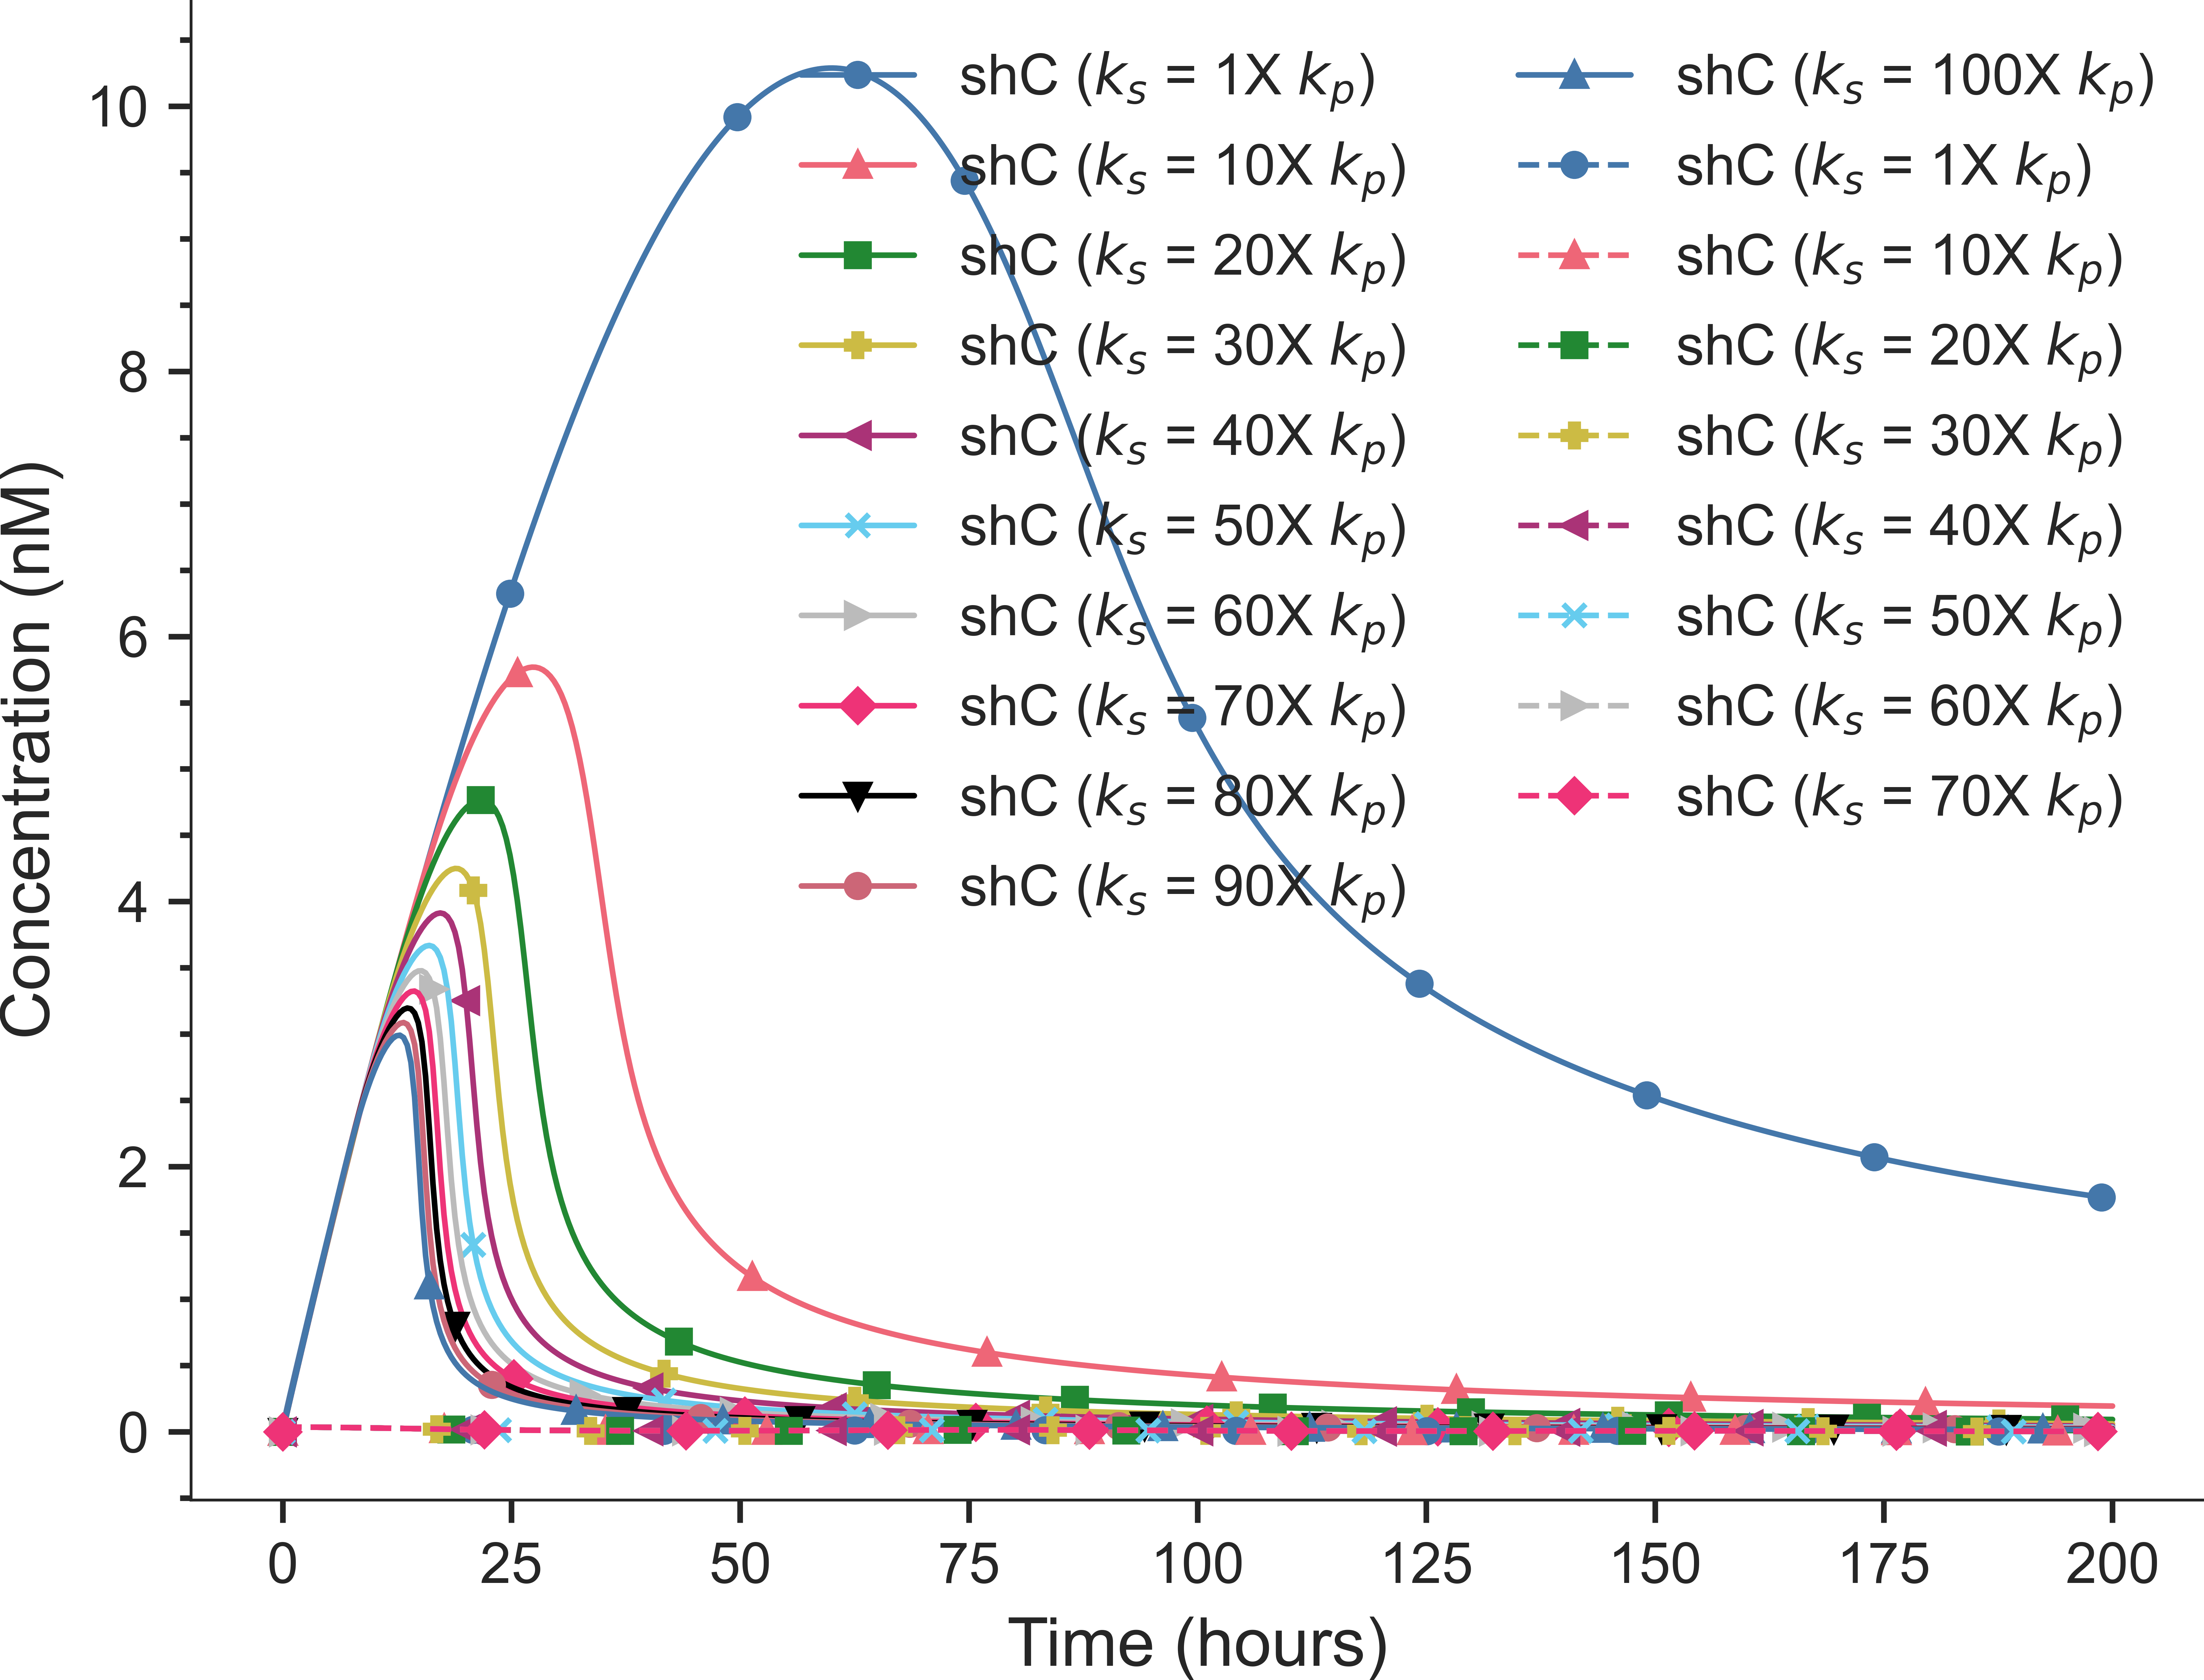 Concentration (nM)
10
8
6
4
2
0
shC (ks = 1X kp)
shC (ks = 10X kp)
shC (ks = 20X kp)
shC (ks = 30X kp)
shC (ks = 40X kp)
shC (ks = 50X kp)
shC (ks = 60X kp)
shC (ks = 70X kp)
shC (ks = 80X kp)
shC (ks = 90X kp)
shC (ks = 100X kp)
shC (ks = 1X kp)
shC (ks = 10X kp)
shC (ks = 20X kp)
shC (ks = 30X kp)
shC (ks = 40X kp)
shC (ks = 50X kp)
shC (ks = 60X kp)
shC (ks = 70X kp)
0 25 50 75 100 125 150 175 200
Time (hours)